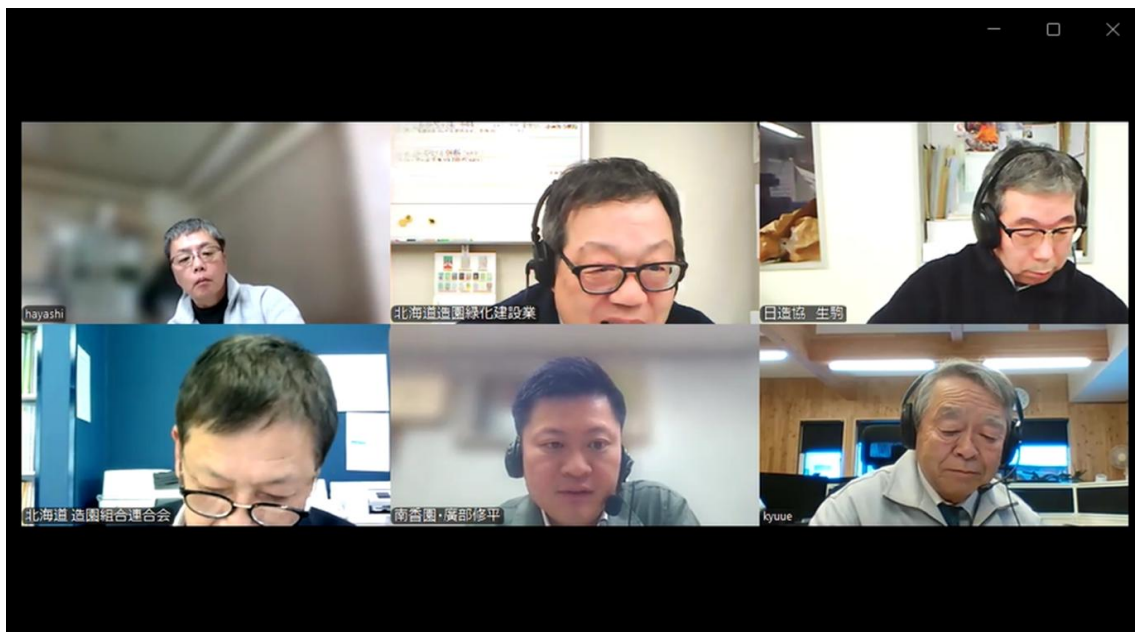 hayashi
北海道造園緑化建設業
日造協 生駒
北海道 造園組合連合会
南香園・廣部修平
kyuue